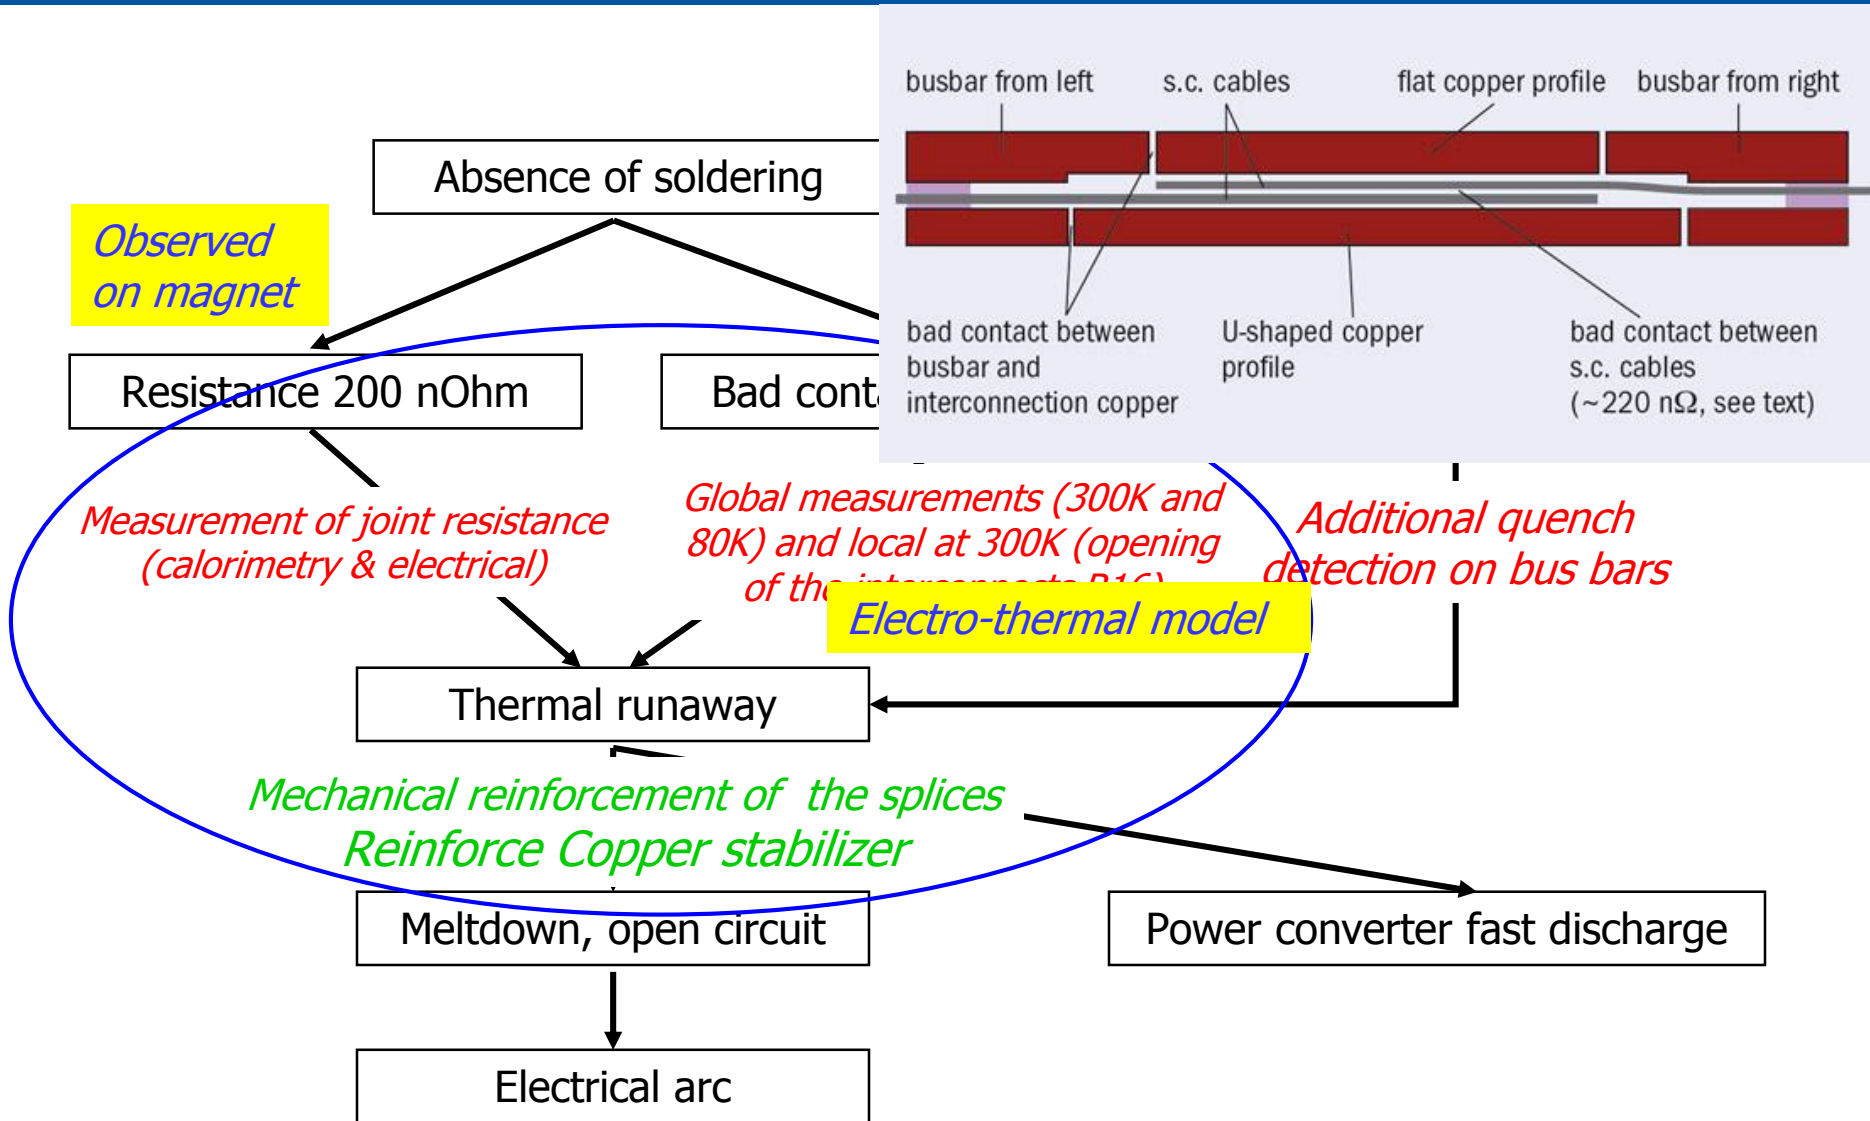 busbar from left
s.c. cables
flat copper profile
busbar from right
Absence of soldering
Observed
on magnet
bad contact between
busbar and
interconnection copper
U-shaped copper
profile
bad contact between
s.c. cables
(~220 nΩ, see text)
Resistance 200 nOhm
Bad
Measurement of joint resistance
(calorimetry & electrical)
Global measurements (300K and
80K) and local at 300K (opening
of
Additional quench
detection on bus bars
Electro-thermal model
Thermal runaway
Mechanical reinforcement of the splices
Reinforce Copper stabilizer
Meltdown, open circuit
Power converter fast discharge
Electrical arc